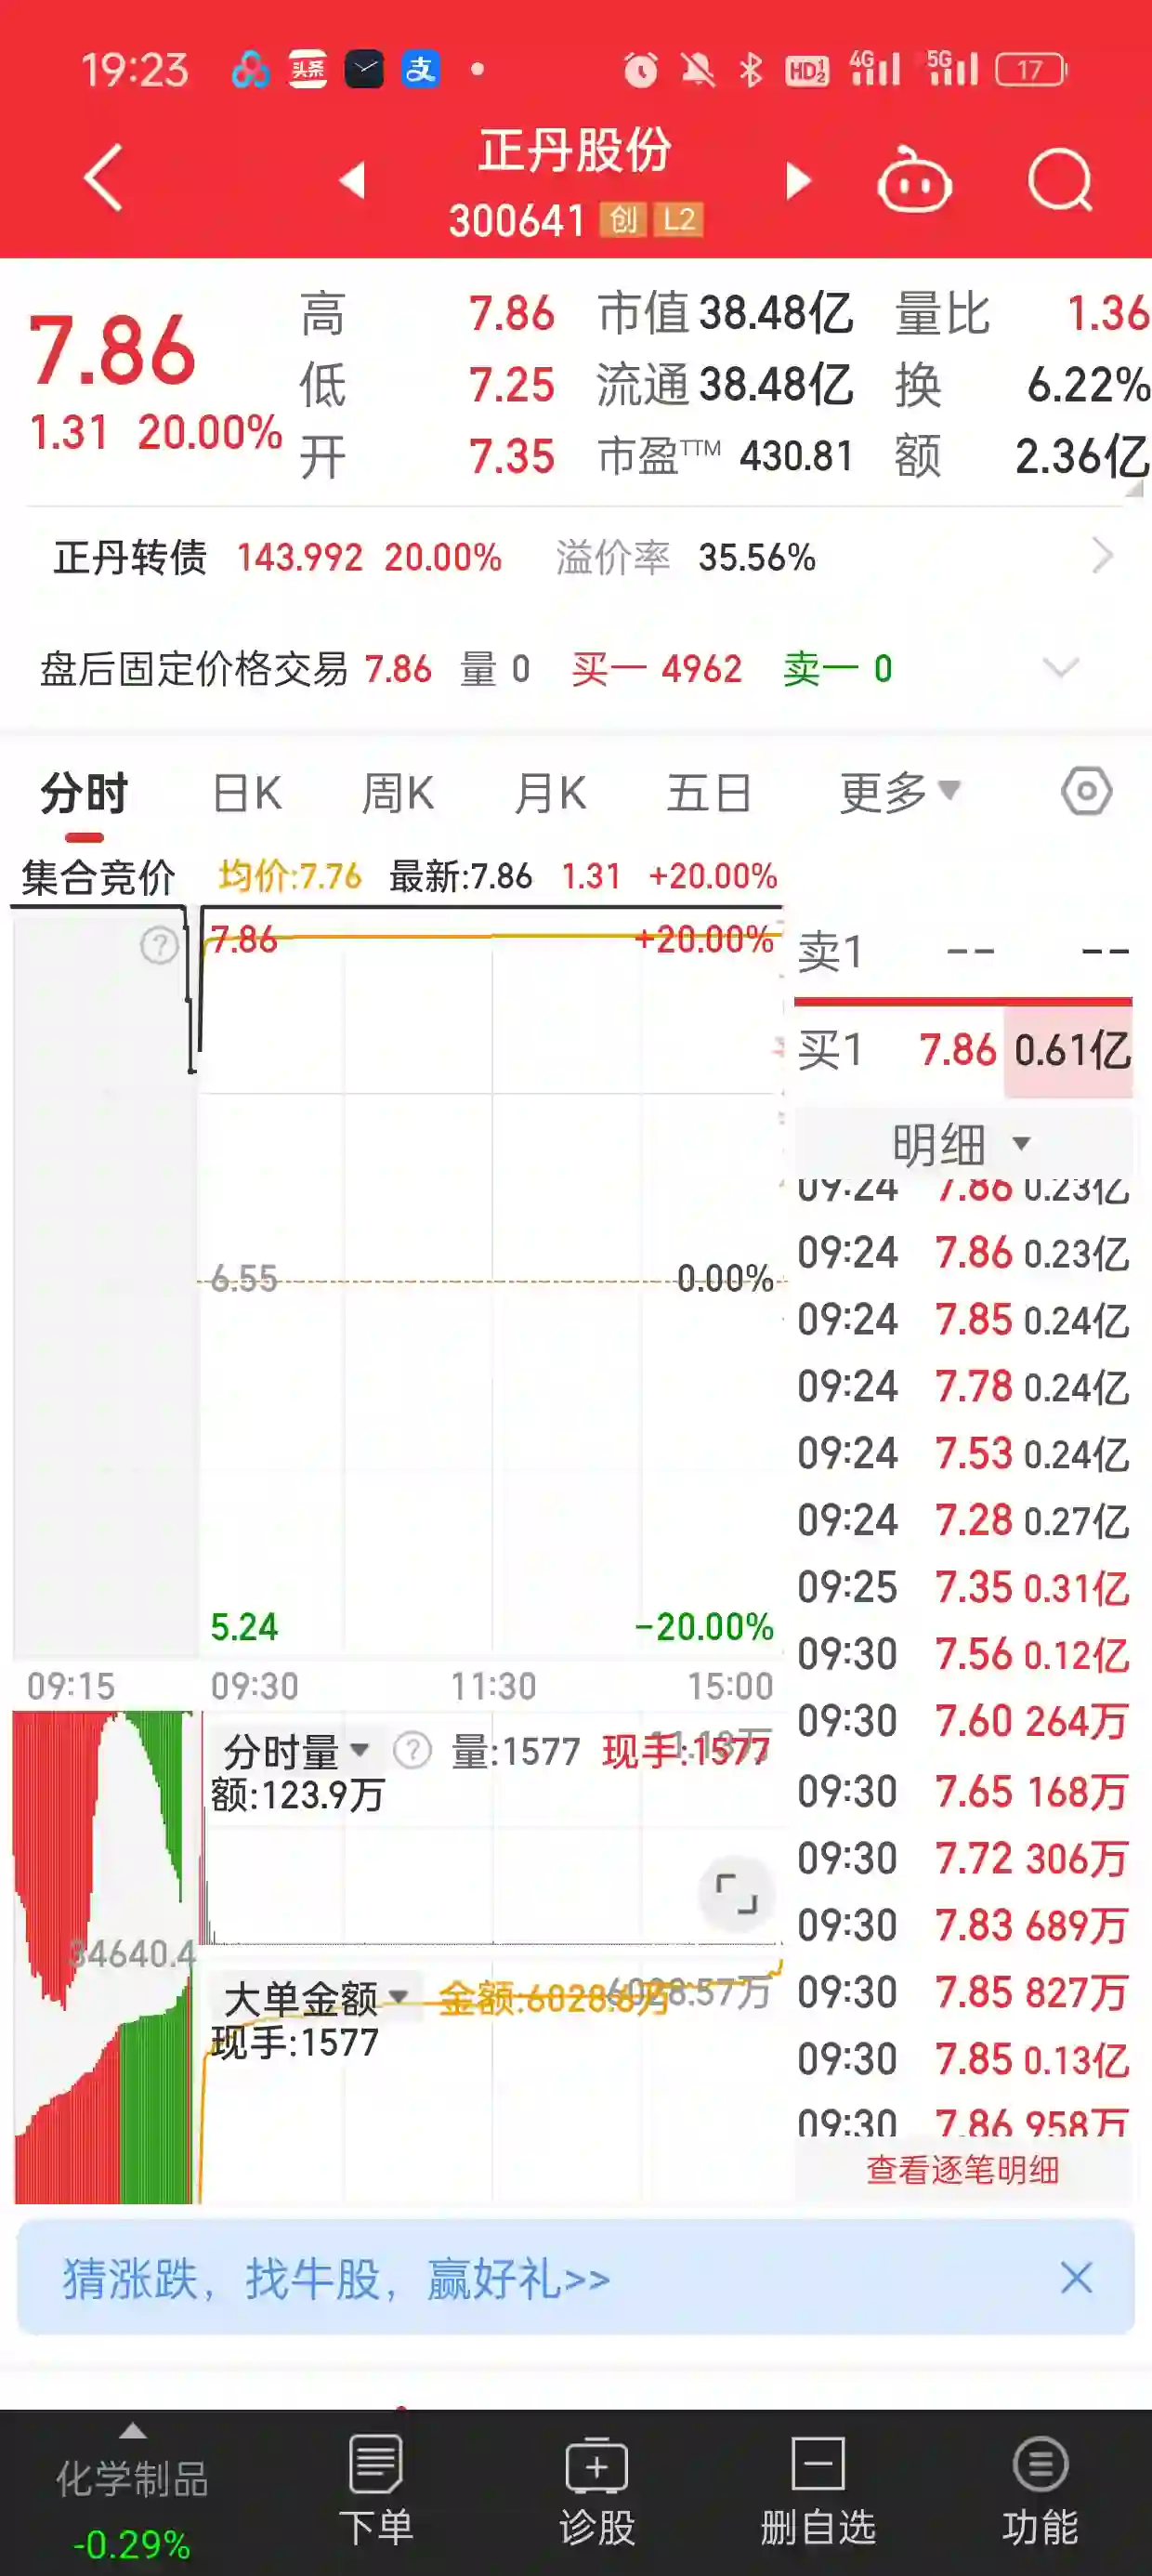 19:23 头条 支 HD 1 2 4G 5G 17
正丹股份
300641 创 L2
7.86 高 7.86 市值 38.48亿 量比 1.36
1.31 20.00% 低 7.25 流通 38.48亿 换 6.22%
开 7.35 市盈TTM 430.81 额 2.36亿
正丹转债 143.992 20.00% 溢价率 35.56%
盘后固定价格交易 7.86 量 0 买一 4962 卖一 0
分时 日K 周K 月K 五日 更多
集合竞价 均价:7.76 最新:7.86 1.31 +20.00%
? 7.86 +20.00%
6.55 0.00%
5.24 -20.00%
09:15 09:30 11:30 15:00
卖1 -- --
买1 7.86 0.61亿
明细
09:24 7.86 0.23亿
09:24 7.86 0.23亿
09:24 7.85 0.24亿
09:24 7.78 0.24亿
09:24 7.53 0.24亿
09:24 7.28 0.27亿
09:25 7.35 0.31亿
09:30 7.56 0.12亿
09:30 7.60 264万
09:30 7.65 168万
09:30 7.72 306万
09:30 7.83 689万
09:30 7.85 827万
09:30 7.85 0.13亿
09:30 7.86 958万
查看逐笔明细
分时量 ? 量:1577 现手:1577
额:123.9万
34640.4
大单金额 金额:6028.6万 6028.57万
现手:1577
猜涨跌，找牛股，赢好礼>>
化学制品 下单 诊股 删自选 功能
-0.29%